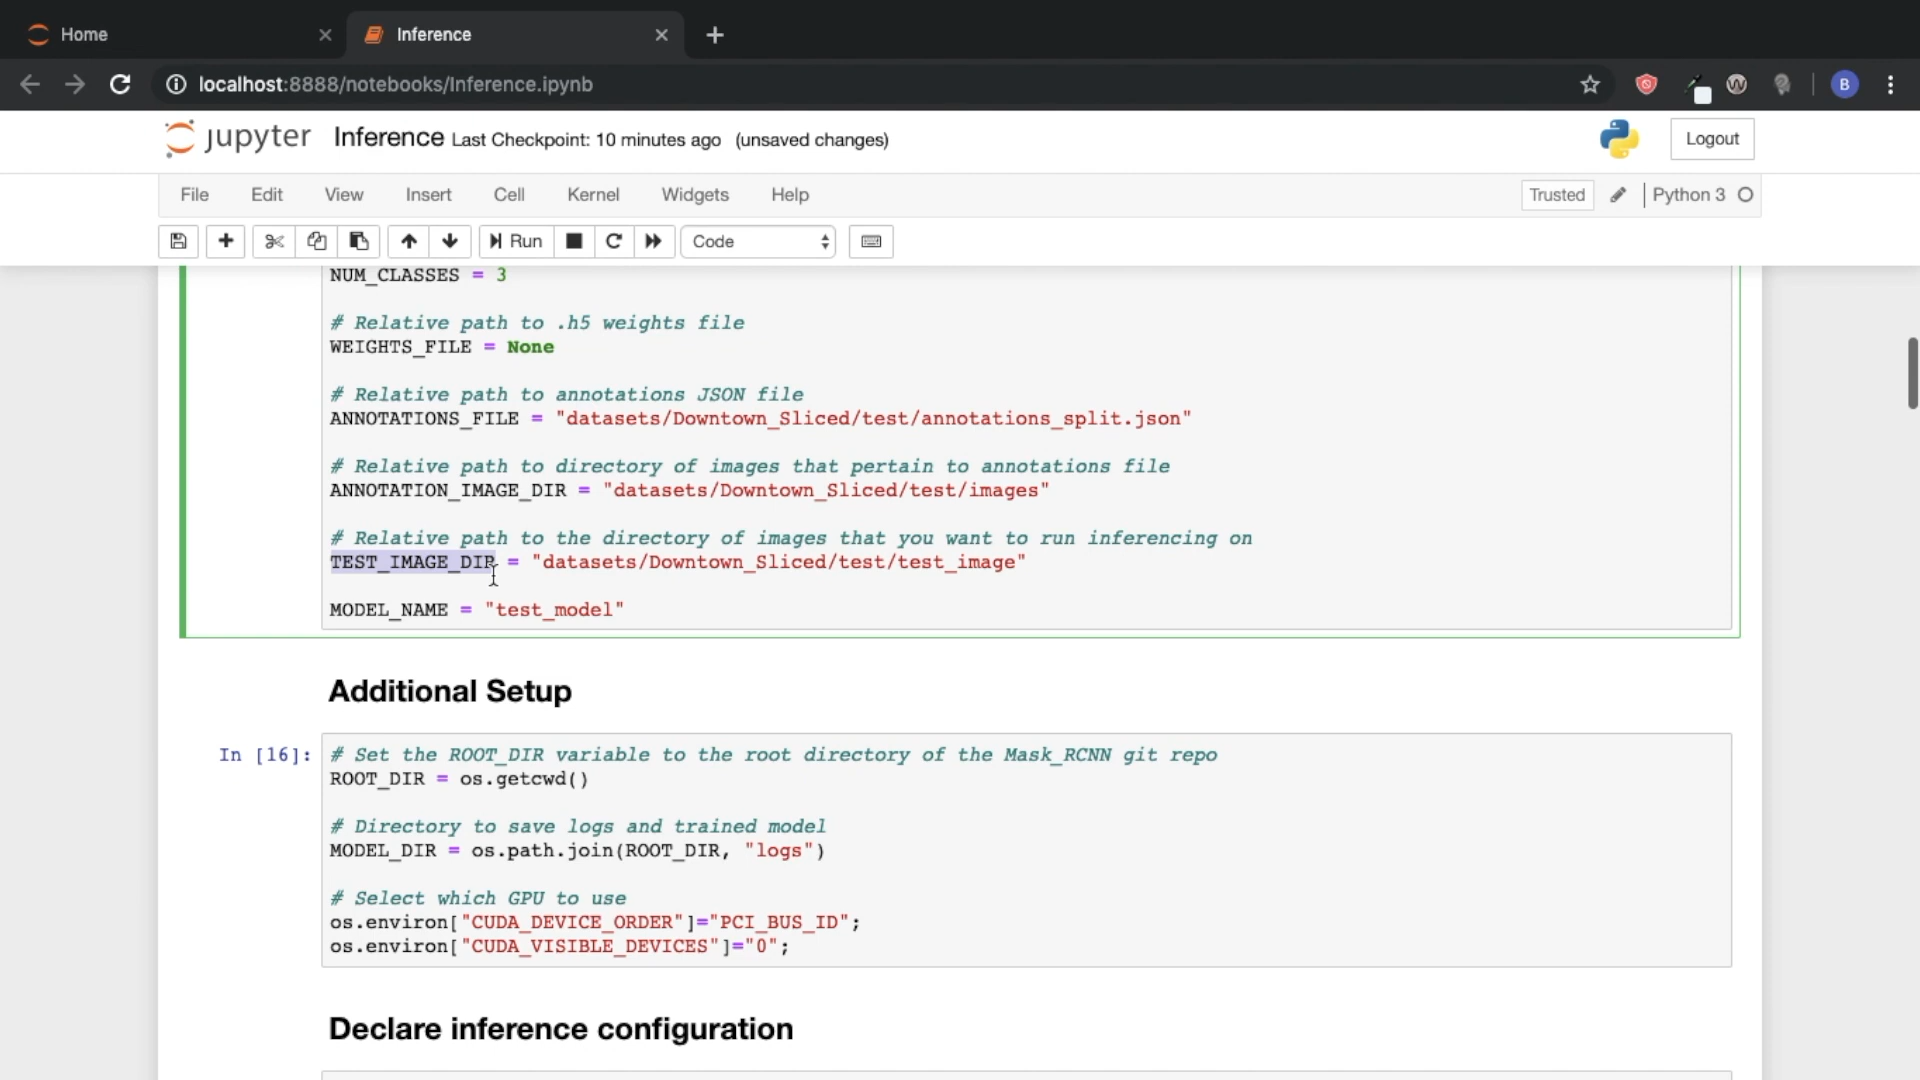 Home
Inference
localhost:8888/notebooks/Inference.ipynb
B
jupyter Inference Last Checkpoint: 10 minutes ago (unsaved changes)
Logout
File Edit View Insert Cell Kernel Widgets Help
Trusted
Python 3
Run
Code
NUM_CLASSES = 3
# Relative path to .h5 weights file
WEIGHTS_FILE = None
# Relative path to annotations JSON file
ANNOTATIONS_FILE = "datasets/Downtown_Sliced/test/annotations_split.json"
# Relative path to directory of images that pertain to annotations file
ANNOTATION_IMAGE_DIR = "datasets/Downtown_Sliced/test/images"
# Relative path to the directory of images that you want to run inferencing on
TEST_IMAGE_DIR = "datasets/Downtown_Sliced/test/test_image"
MODEL_NAME = "test_model"
Additional Setup
In [16]:
# Set the ROOT_DIR variable to the root directory of the Mask_RCNN git repo
ROOT_DIR = os.getcwd()
# Directory to save logs and trained model
MODEL_DIR = os.path.join(ROOT_DIR, "logs")
# Select which GPU to use
os.environ["CUDA_DEVICE_ORDER"]="PCI_BUS_ID";
os.environ["CUDA_VISIBLE_DEVICES"]="0";
Declare inference configuration